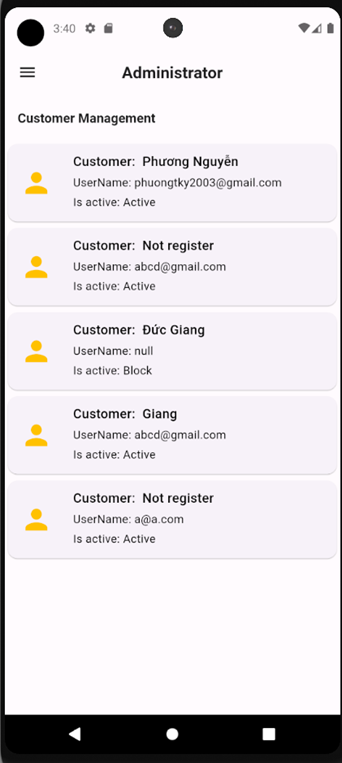 3:40
Administrator
Customer Management
Customer: Phương Nguyễn
UserName: phuongtky2003@gmail.com
Is active: Active
Customer: Not register
UserName: abcd@gmail.com
Is active: Active
Customer: Đức Giang
UserName: null
Is active: Block
Customer: Giang
UserName: abcd@gmail.com
Is active: Active
Customer: Not register
UserName: a@a.com
Is active: Active